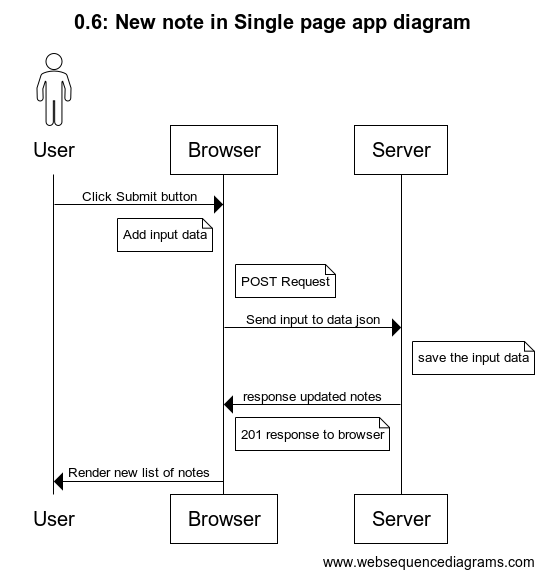 0.6: New note in Single page app diagram
User
Browser
Server
Click Submit button
Add input data
POST Request
Send input to data json
save the input data
response updated notes
201 response to browser
Render new list of notes
User
Browser
Server
www.websequencediagrams.com